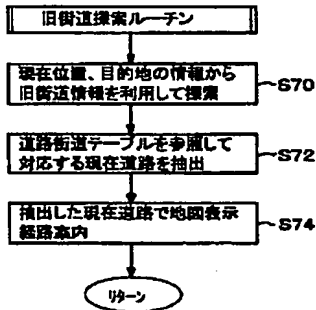 旧街道探索ルーチン
現在位置、目的地の情報から
旧街道情報を利用して探索
S70
道路街道テーブルを参照して
対応する現在道路を抽出
S72
抽出した現在道路で地図表示
経路案内
S74
リターン